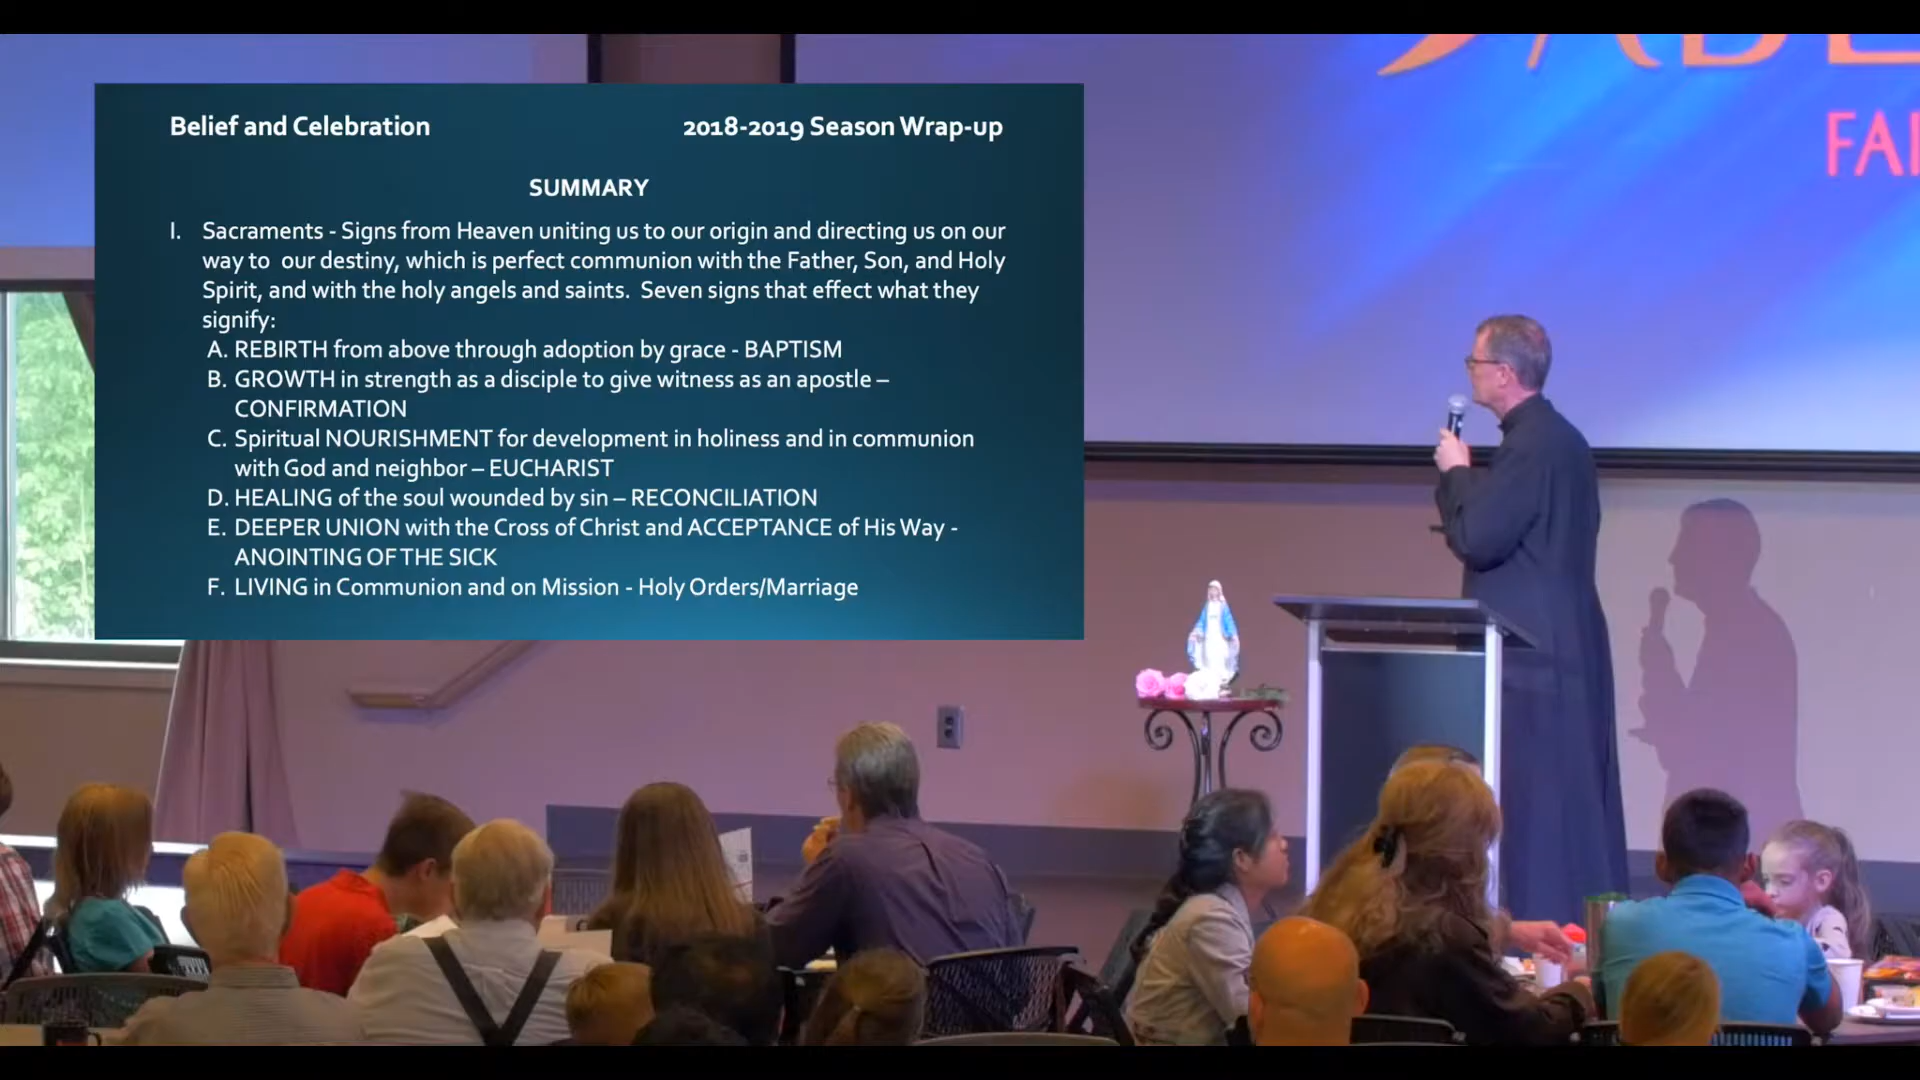 Belief and Celebration 2018-2019 Season Wrap-up
SUMMARY
I. Sacraments - Signs from Heaven uniting us to our origin and directing us on our
way to our destiny, which is perfect communion with the Father, Son, and Holy
Spirit, and with the holy angels and saints. Seven signs that effect what they
signify:
A. REBIRTH from above through adoption by grace - BAPTISM
B. GROWTH in strength as a disciple to give witness as an apostle –
CONFIRMATION
C. Spiritual NOURISHMENT for development in holiness and in communion
with God and neighbor – EUCHARIST
D. HEALING of the soul wounded by sin – RECONCILIATION
E. DEEPER UNION with the Cross of Christ and ACCEPTANCE of His Way -
ANOINTING OF THE SICK
F. LIVING in Communion and on Mission - Holy Orders/Marriage